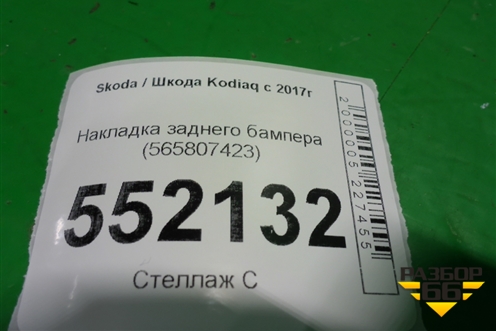 Skoda / Шкода Kodiaq с 2017г
Накладка заднего бампера
(565807423)
552132
Стеллаж С
2000005227455
РАЗБОР
66